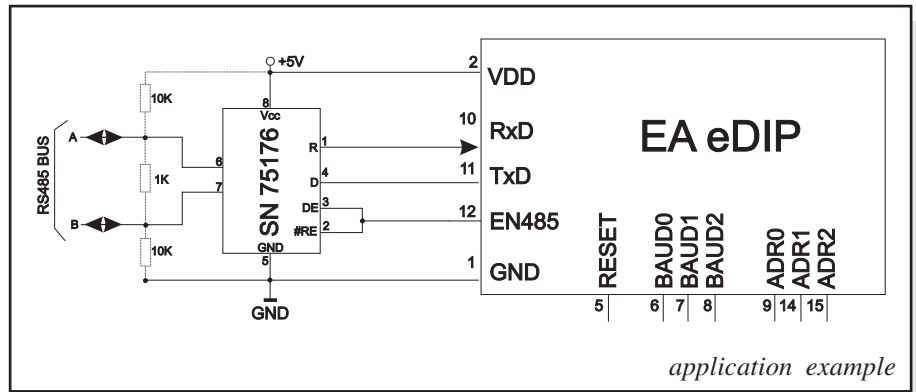 +5V
2
VDD
10K
8
Vcc
10
RxD
EA eDIP
RS485 BUS
A
R
1
11
TxD
6
1K
SN 75176
D
4
7
DE
3
12
EN485
B
#RE
2
10K
GND
5
1
GND
GND
RESET
BAUD0
BAUD1
BAUD2
ADR0
ADR1
ADR2
5
6
7
8
9
14
15
application example